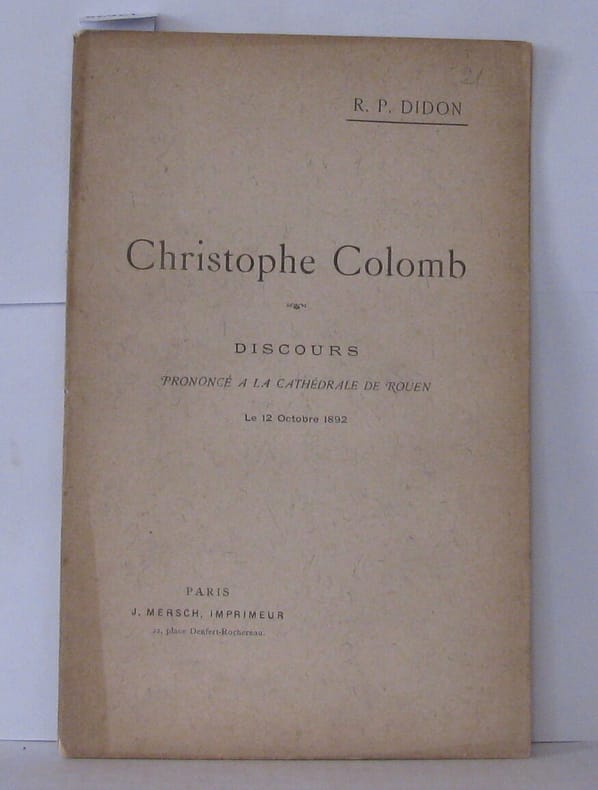 21
R. P. DIDON
Christophe Colomb
DISCOURS
PRONONCÉ A LA CATHÉDRALE DE ROUEN
Le 12 Octobre 1892
PARIS
J. MERSCH, IMPRIMEUR
22, place Denfert-Rochereau.